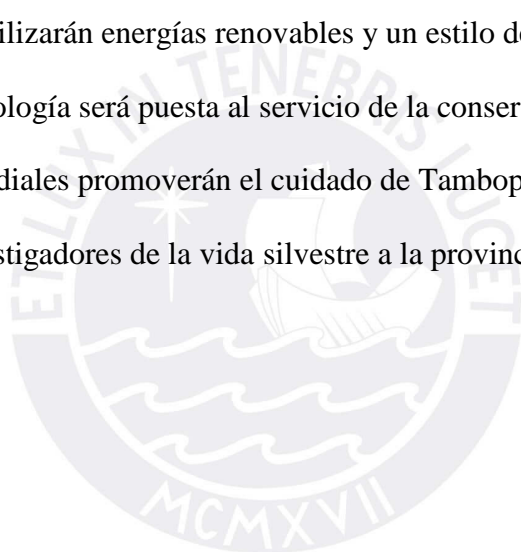 ilizarán energías renovables y un estilo d
ología será puesta al servicio de la conser
diales promoverán el cuidado de Tambop
stigadores de la vida silvestre a la provinc
ET LUX IN TENEBRIS LUCET
MCMXVII